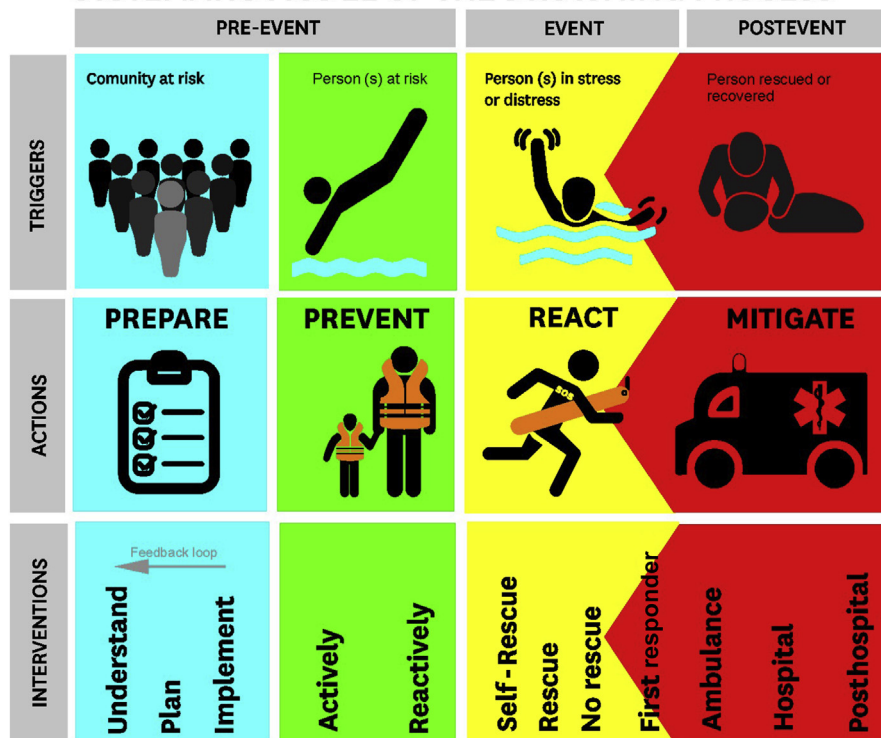 PRE-EVENT
EVENT
POSTEVENT
TRIGGERS
Comunity at risk
Person (s) at risk
Person (s) in stress
or distress
Person rescued or
recovered
ACTIONS
PREPARE
PREVENT
REACT
MITIGATE
SOS
INTERVENTIONS
Feedback loop
Understand
Plan
Implement
Actively
Reactively
Self-Rescue
Rescue
No rescue
First responder
Ambulance
Hospital
Posthospital